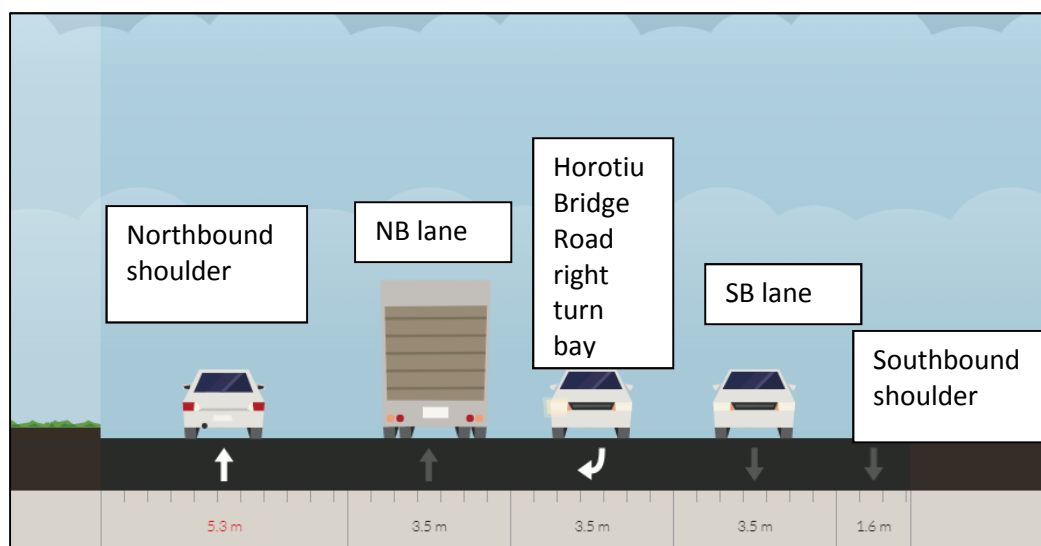 Northbound
shoulder
NB lane
Horotiu
Bridge
Road
right
turn
bay
SB lane
Southbound
shoulder
5.3 m
3.5 m
3.5 m
3.5 m
1.6 m